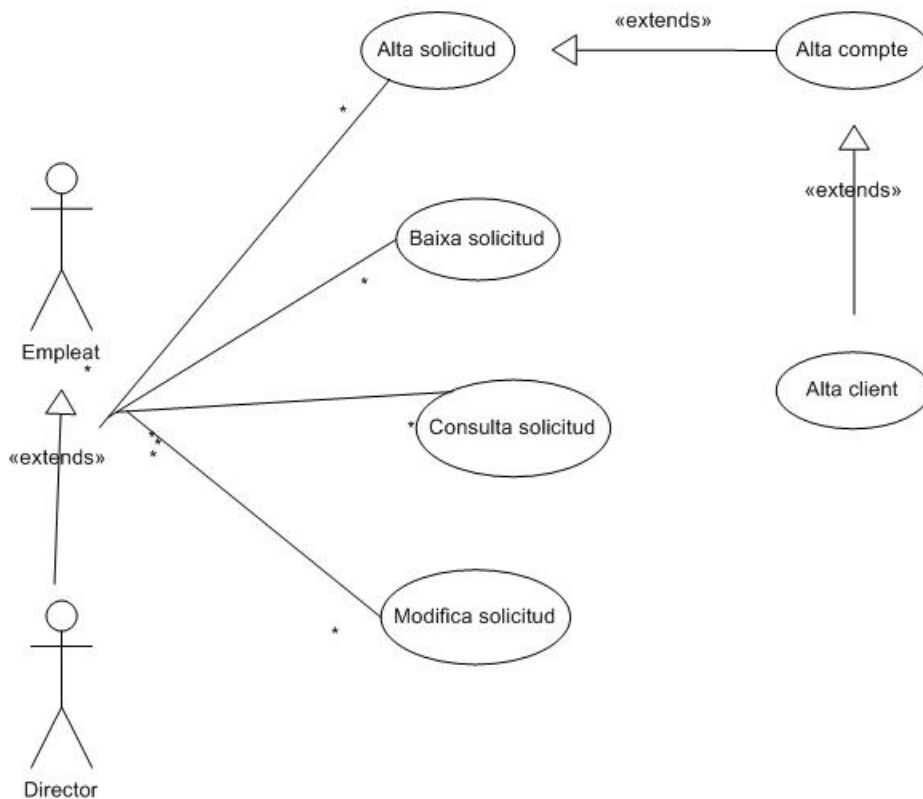 «extends»
Alta solicitud
Alta compte
*
«extends»
Baixa solicitud
*
Empleat
*
Alta client
Consulta solicitud
*
*
*
*
«extends»
Modifica solicitud
*
Director